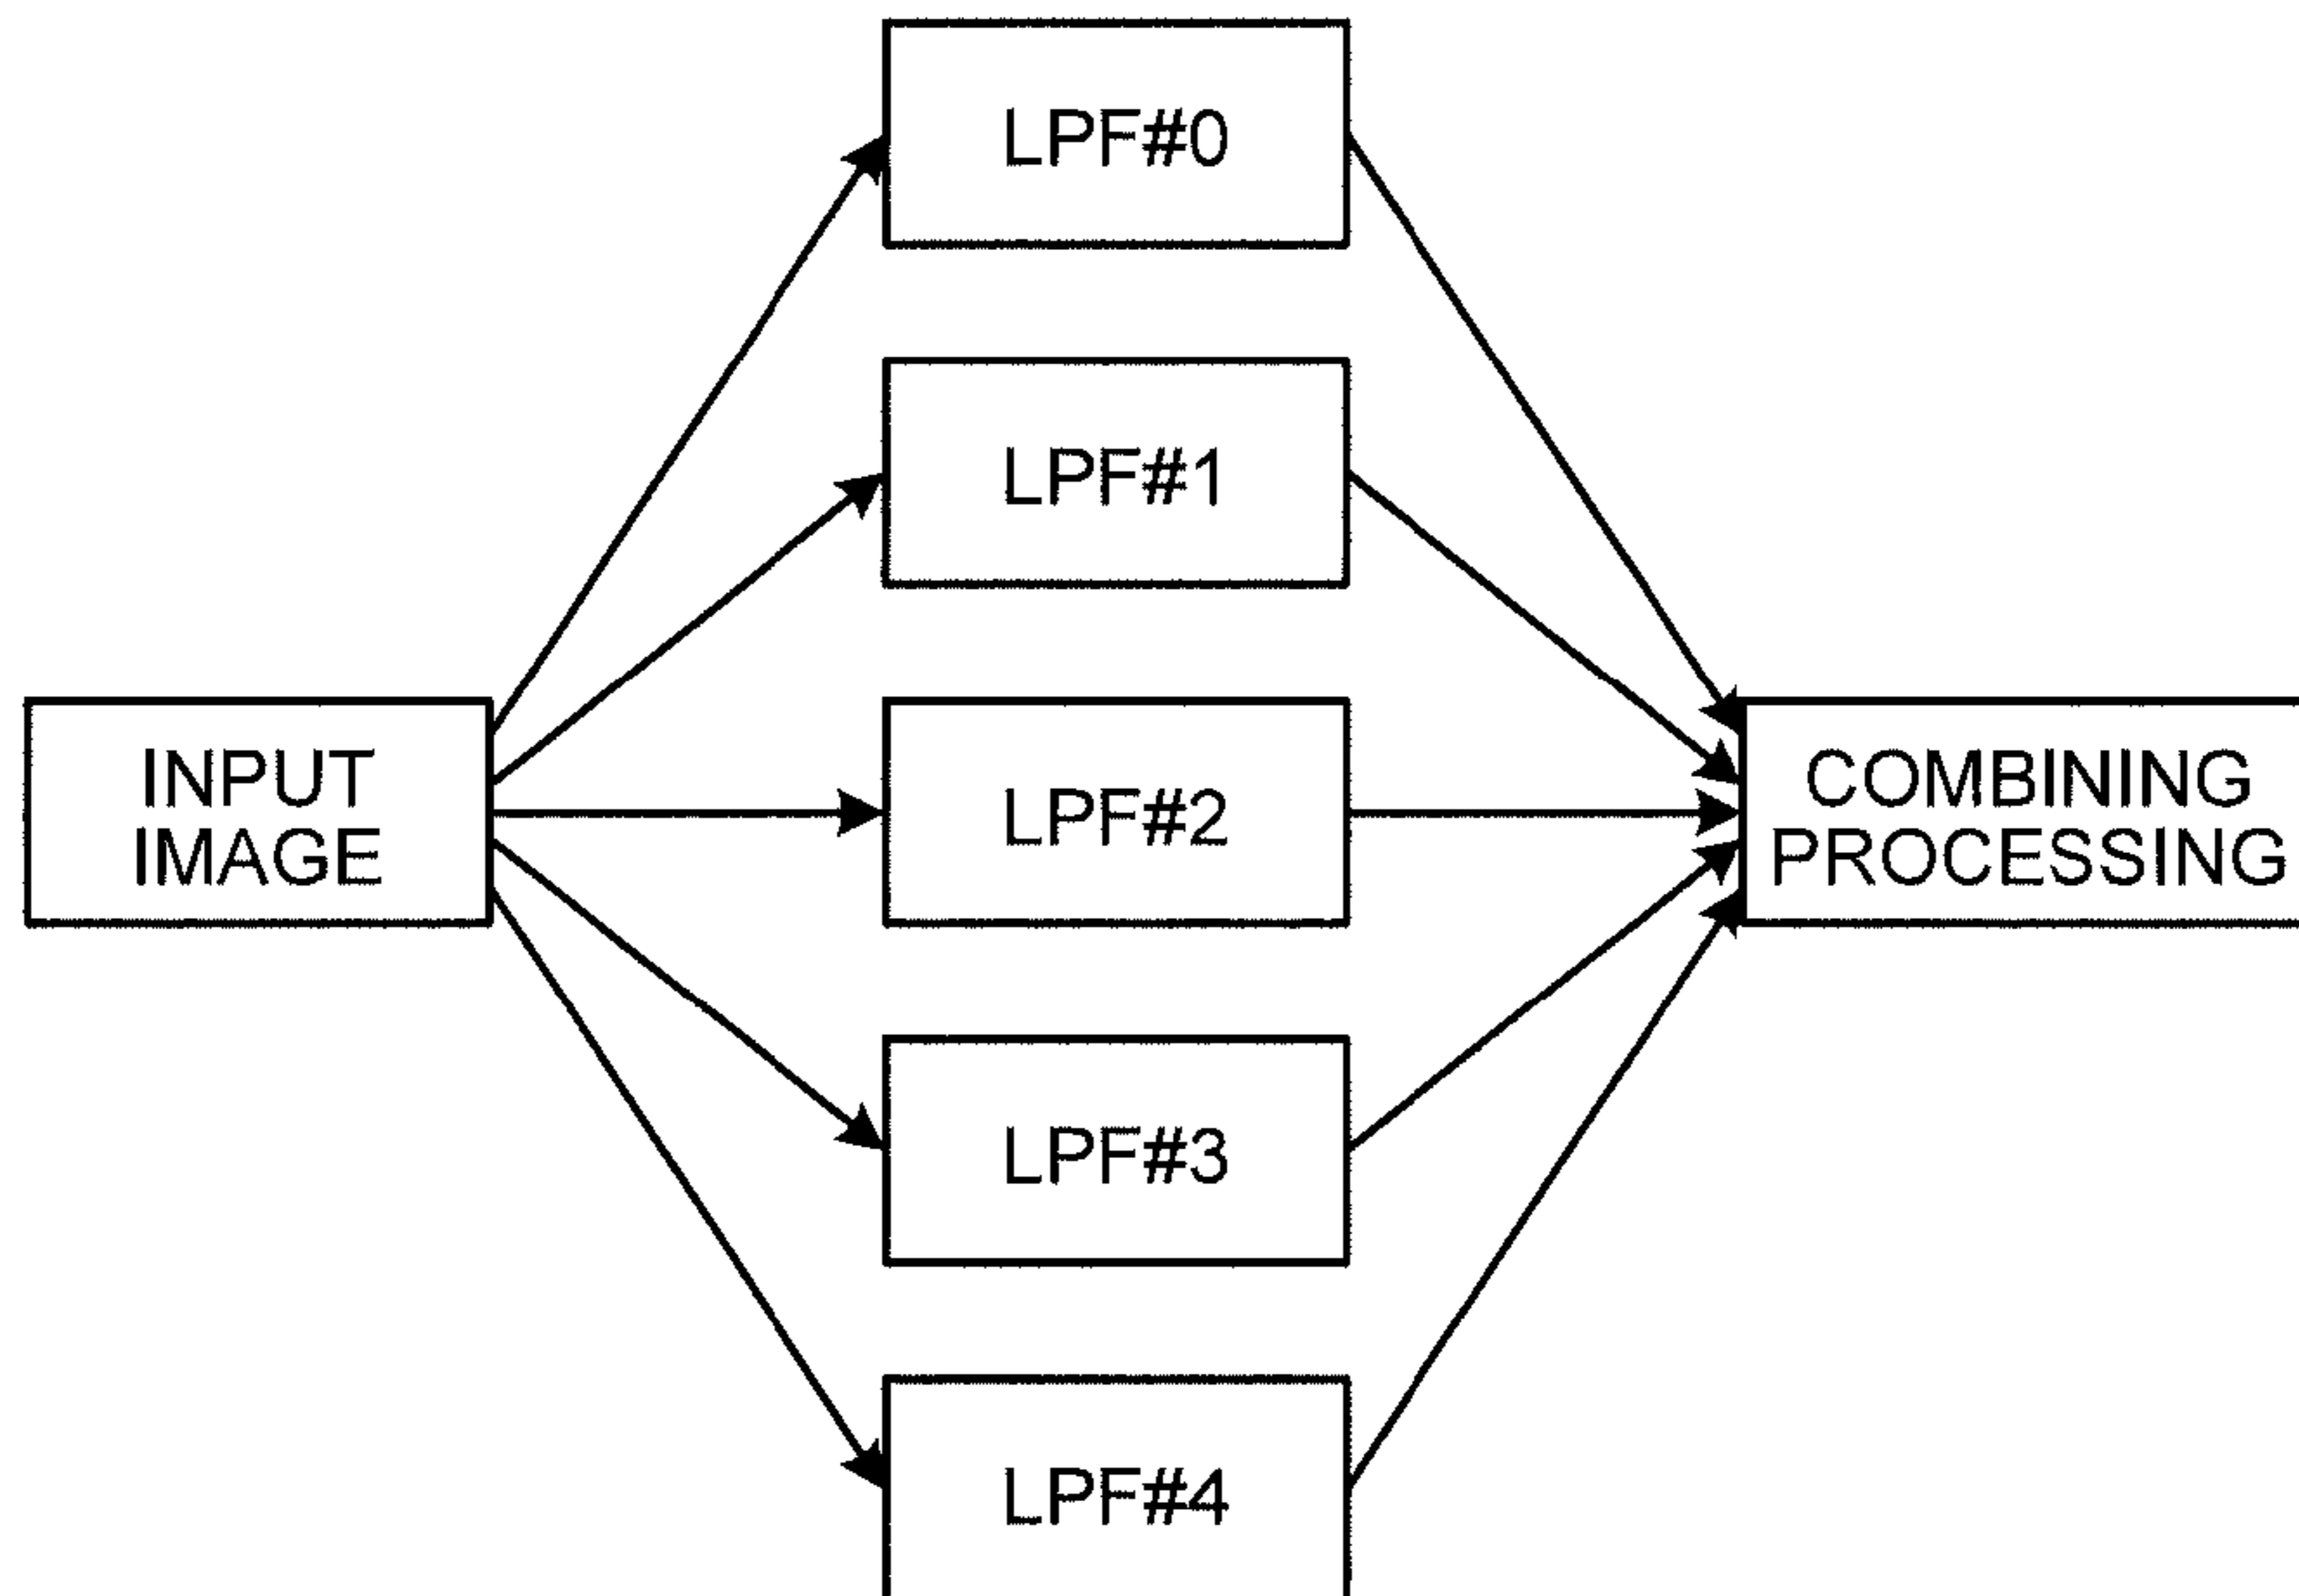 LPF#0
LPF#1
INPUT
IMAGE
LPF#2
COMBINING
PROCESSING
LPF#3
LPF#4